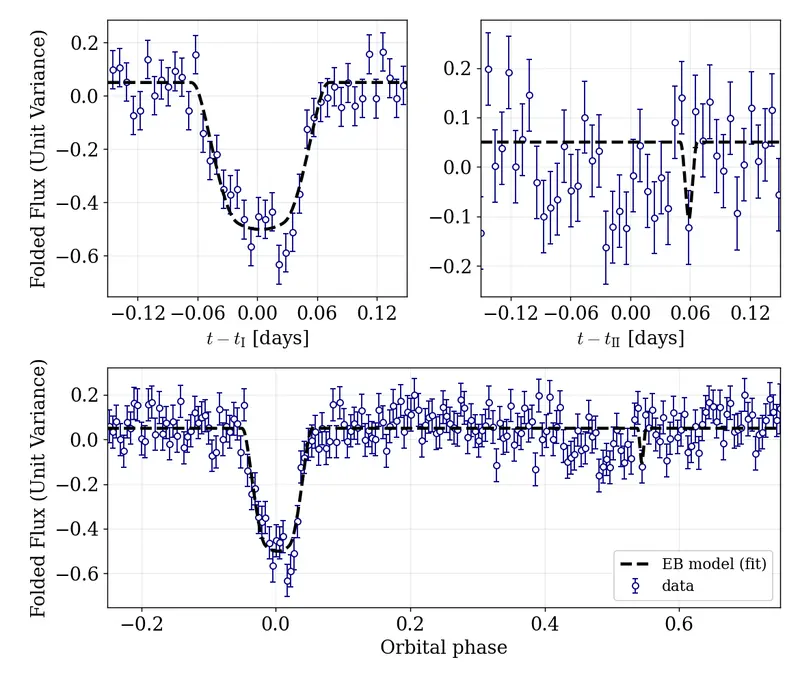 Folded Flux (Unit Variance)
0.2
0.0
−0.2
−0.4
−0.6
−0.12 −0.06 0.00 0.06 0.12
t − tI [days]
0.2
0.1
0.0
−0.1
−0.2
−0.12 −0.06 0.00 0.06 0.12
t − tII [days]
Folded Flux (Unit Variance)
0.2
0.0
−0.2
−0.4
−0.6
EB model (fit)
data
−0.2 0.0 0.2 0.4 0.6
Orbital phase